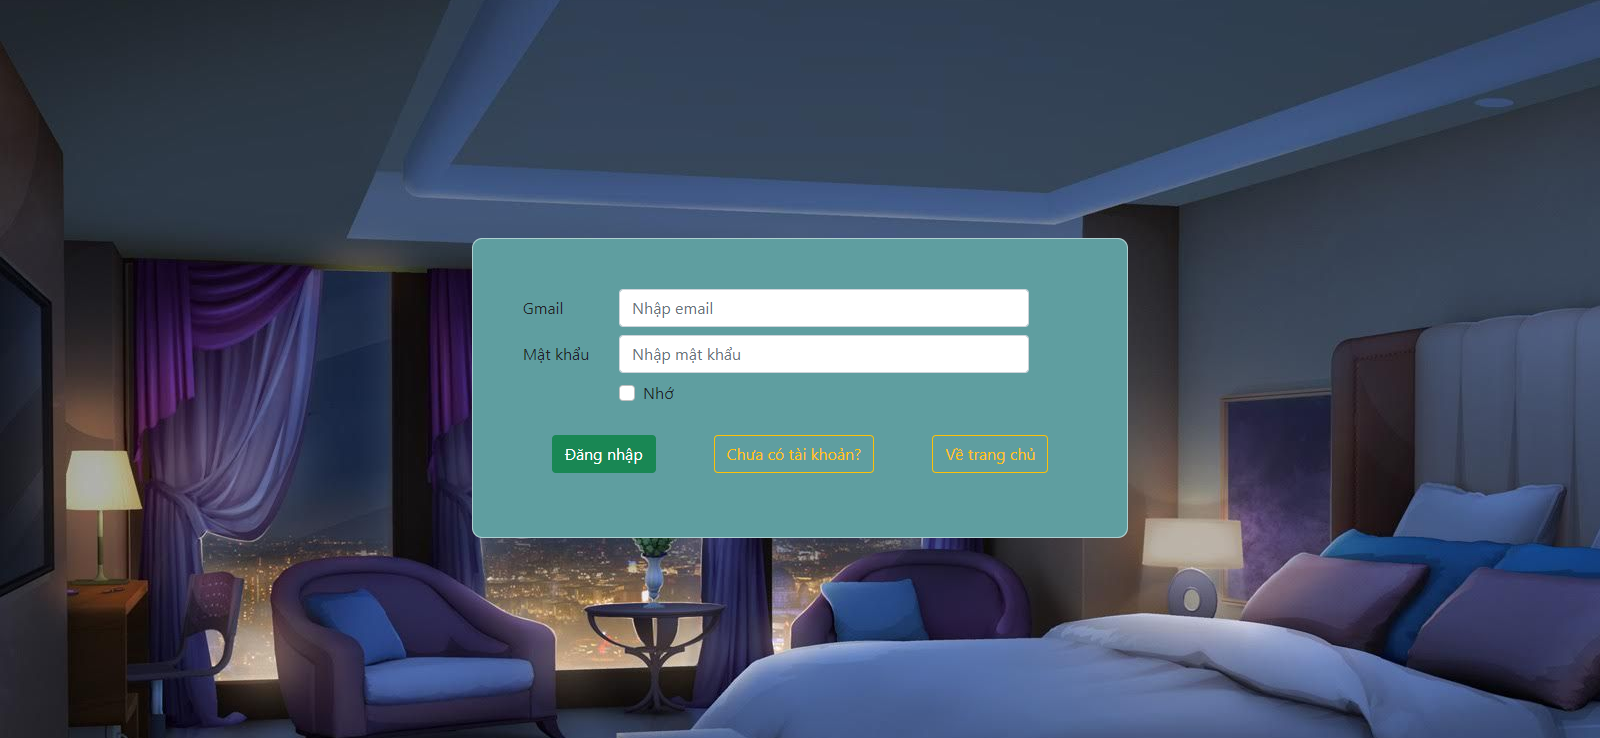 Gmail Nhập email
Mật khẩu Nhập mật khẩu
Nhớ
Đăng nhập Chưa có tài khoản? Về trang chủ